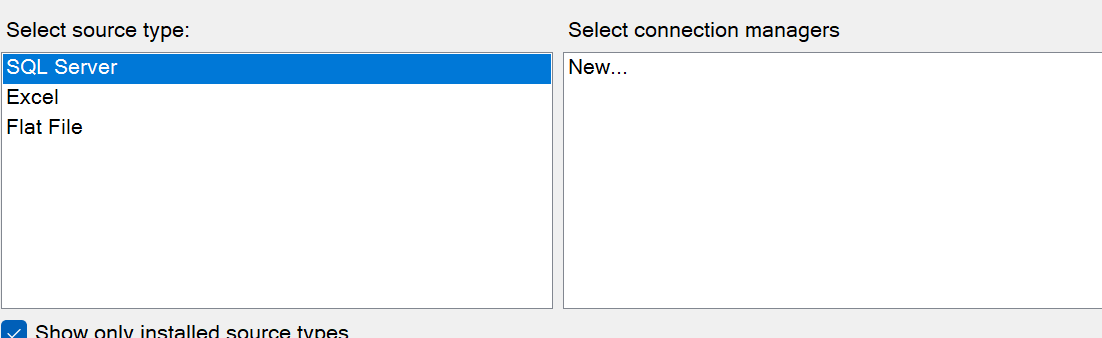 Select source type:
Select connection managers
SQL Server
New...
Excel
Flat File
Show only installed source types